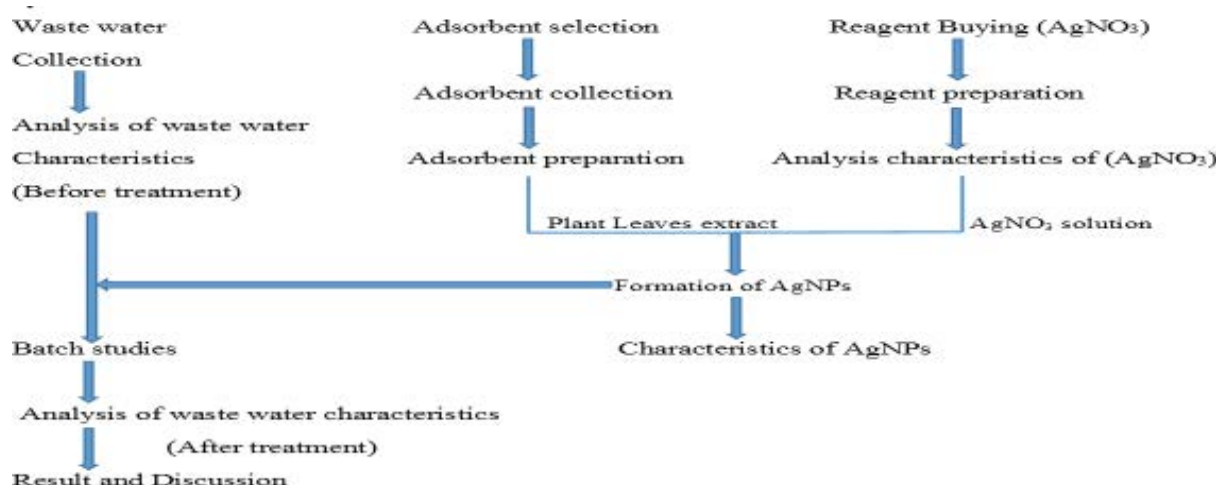 Waste water
Collection
Analysis of waste water
Characteristics
(Before treatment)
Adsorbent selection
Adsorbent collection
Adsorbent preparation
Reagent Buying (AgNO₃)
Reagent preparation
Analysis characteristics of (AgNO₃)
Plant Leaves extract
AgNO₃ solution
Formation of AgNPs
Characteristics of AgNPs
Batch studies
Analysis of waste water characteristics
(After treatment)
Result and Discussion